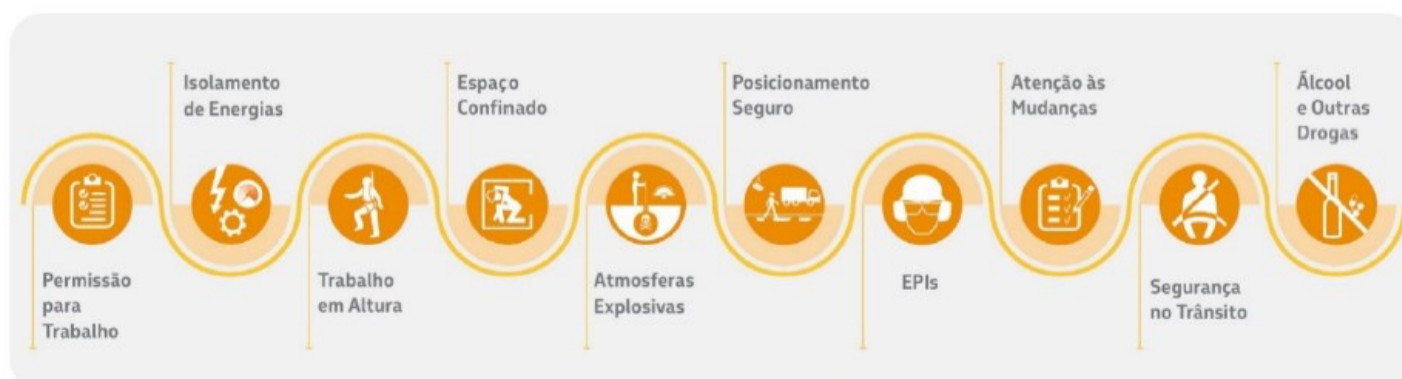 Permissão
para
Trabalho
Isolamento
de Energias
Trabalho
em Altura
Espaço
Confinado
Atmosferas
Explosivas
Posicionamento
Seguro
EPIs
Atenção às
Mudanças
Segurança
no Trânsito
Álcool
e Outras
Drogas